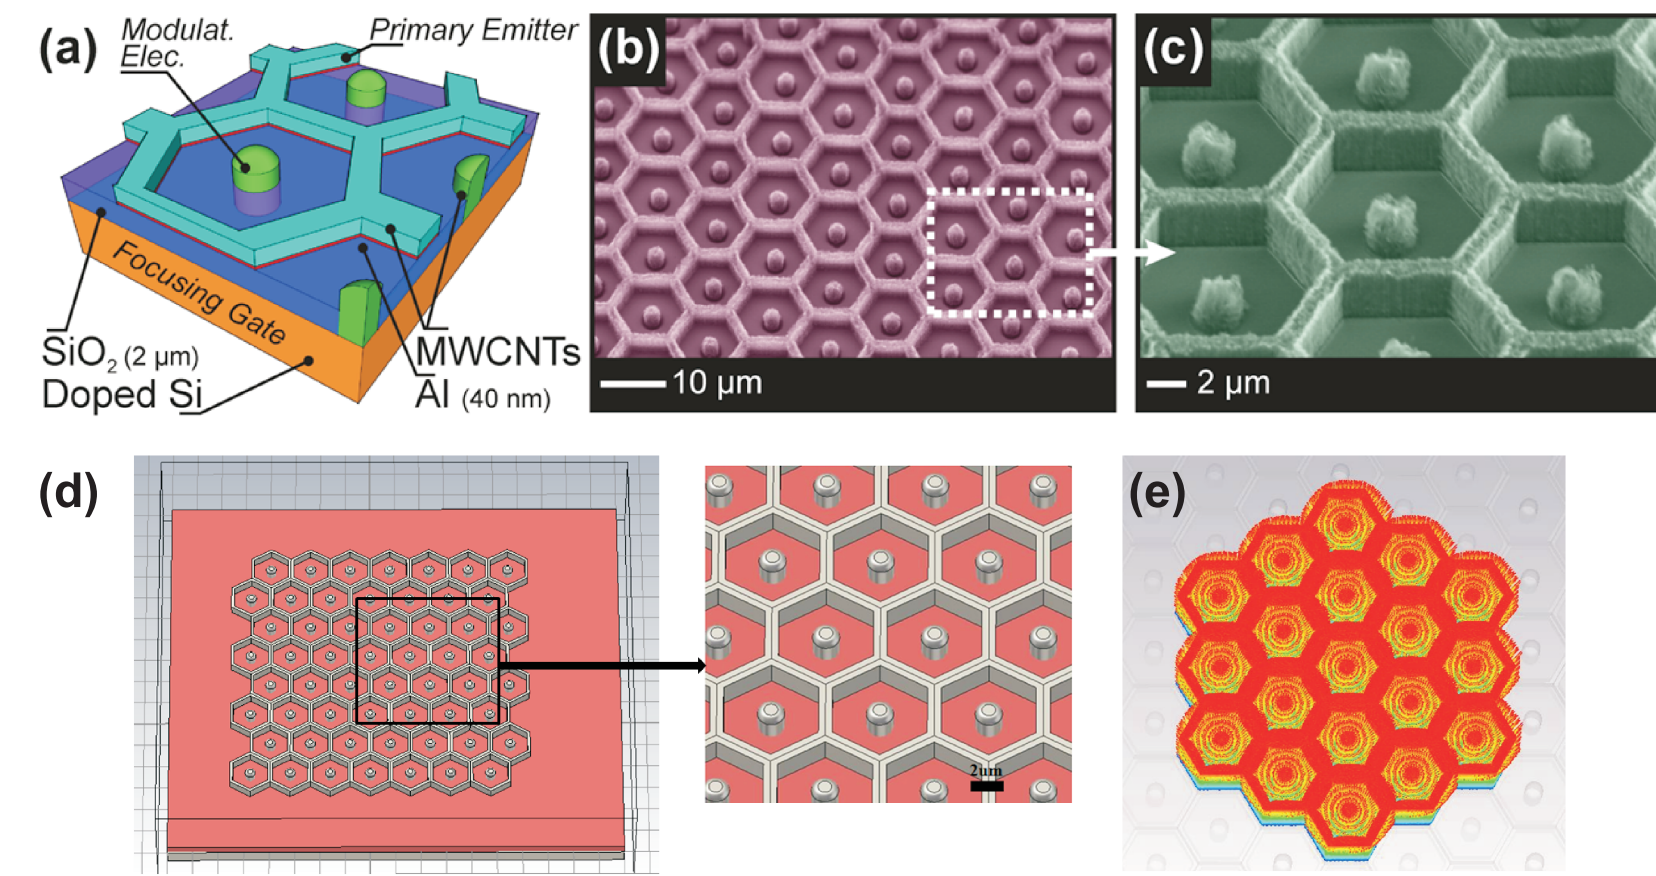 (a)
Modulat.
Elec.
Primary Emitter
Focusing Gate
SiO2 (2 µm)
Doped Si
MWCNTs
Al (40 nm)
(b)
10 µm
(c)
2 µm
(d)
2um
(e)